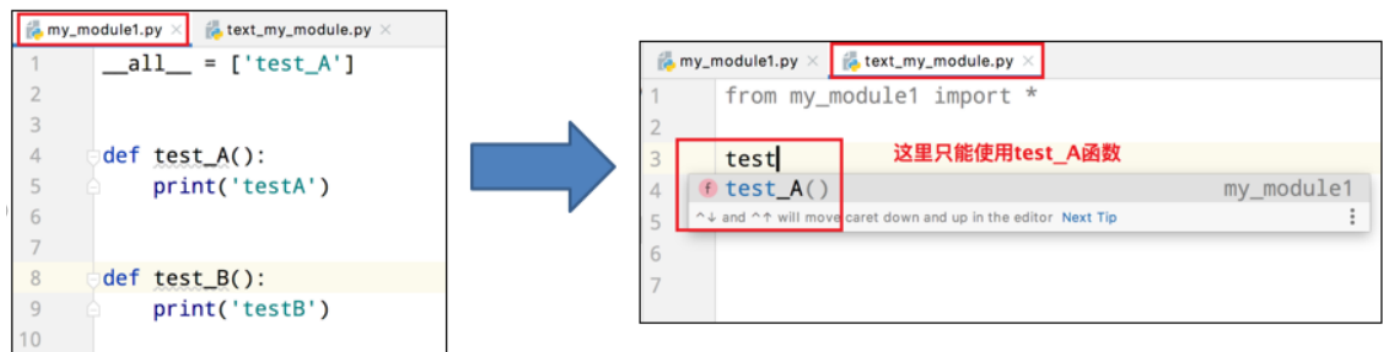 my_module1.py ×
text_my_module.py ×
1 __all__ = ['test_A']
2
3
4 def test_A():
5 print('testA')
6
7
8 def test_B():
9 print('testB')
10
my_module1.py ×
text_my_module.py ×
1 from my_module1 import *
2
3 test 这里只能使用test_A函数
4 f test_A() my_module1
5 ^↓ and ^↑ will move caret down and up in the editor Next Tip
6
7